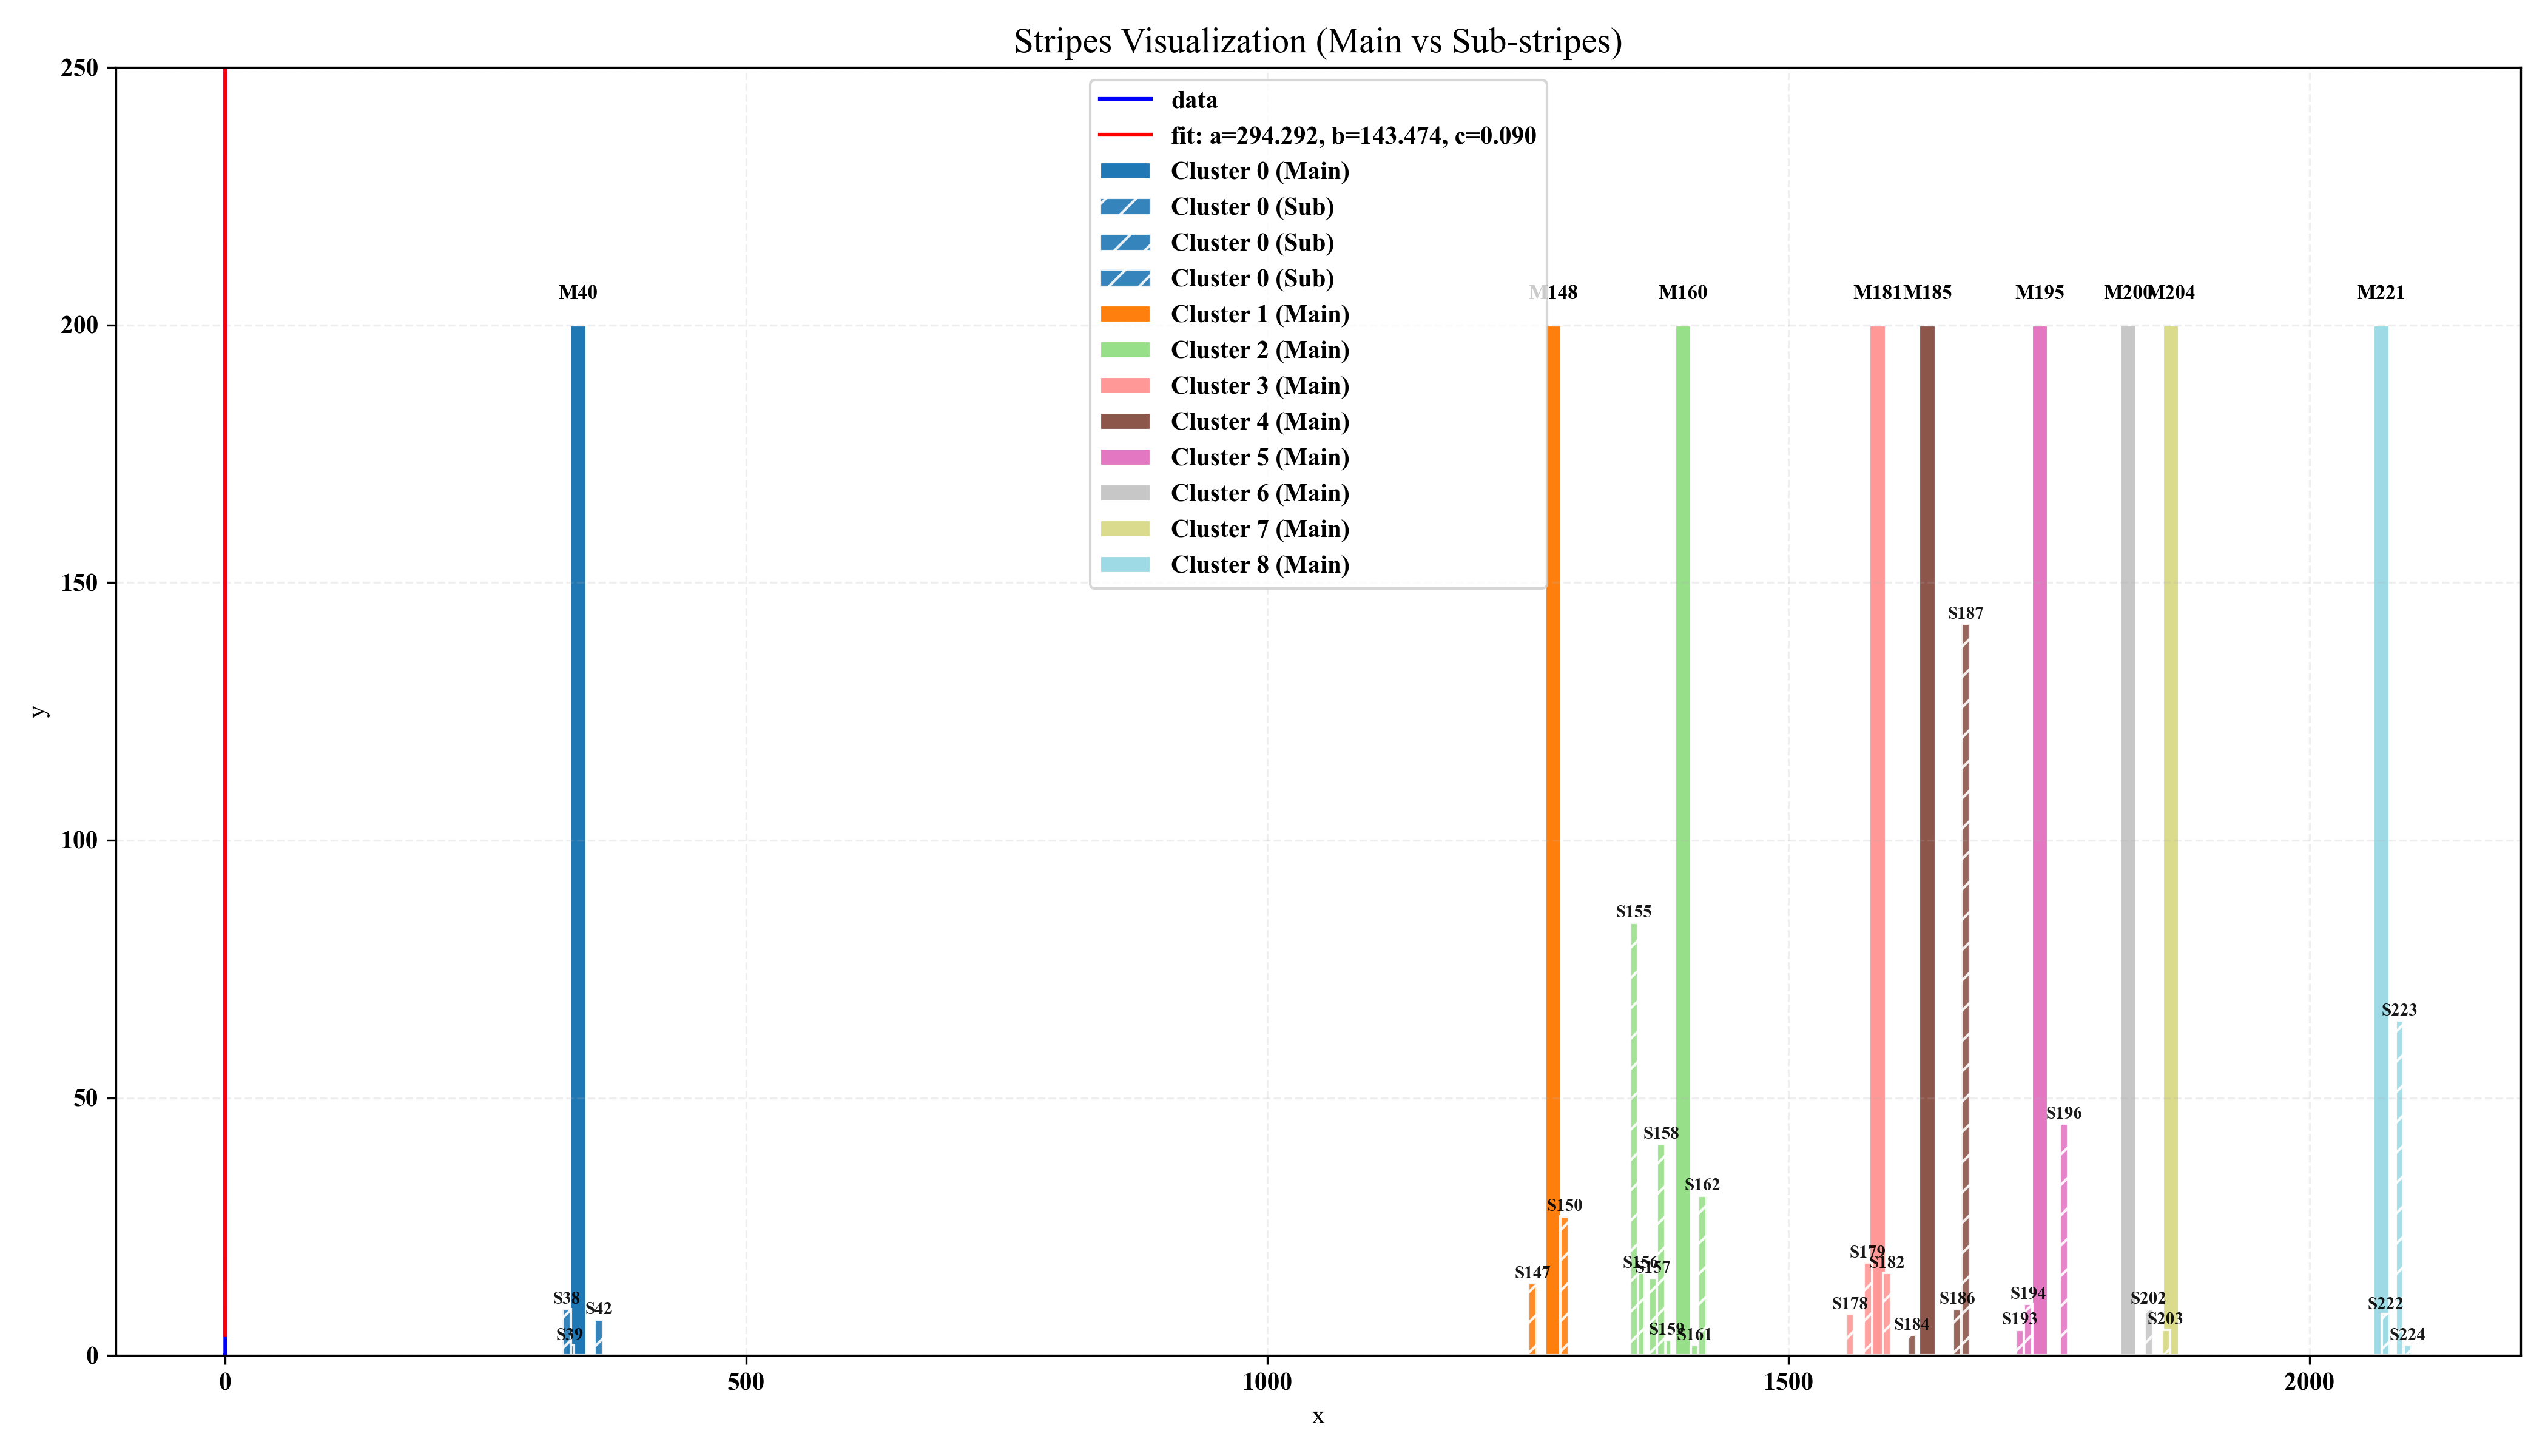 Stripes Visualization (Main vs Sub-stripes)
data
fit: a=294.292, b=143.474, c=0.090
Cluster 0 (Main)
Cluster 0 (Sub)
Cluster 0 (Sub)
Cluster 0 (Sub)
Cluster 1 (Main)
Cluster 2 (Main)
Cluster 3 (Main)
Cluster 4 (Main)
Cluster 5 (Main)
Cluster 6 (Main)
Cluster 7 (Main)
Cluster 8 (Main)
250
200
150
100
50
0
y
M40
M148
M160
M181
M185
M195
M200
M204
M221
S187
S155
S223
S196
S158
S162
S150
S147
S156
S157
S179
S182
S38
S42
S39
S159
S161
S178
S184
S186
S193
S194
S202
S203
S222
S224
0
500
1000
1500
2000
x